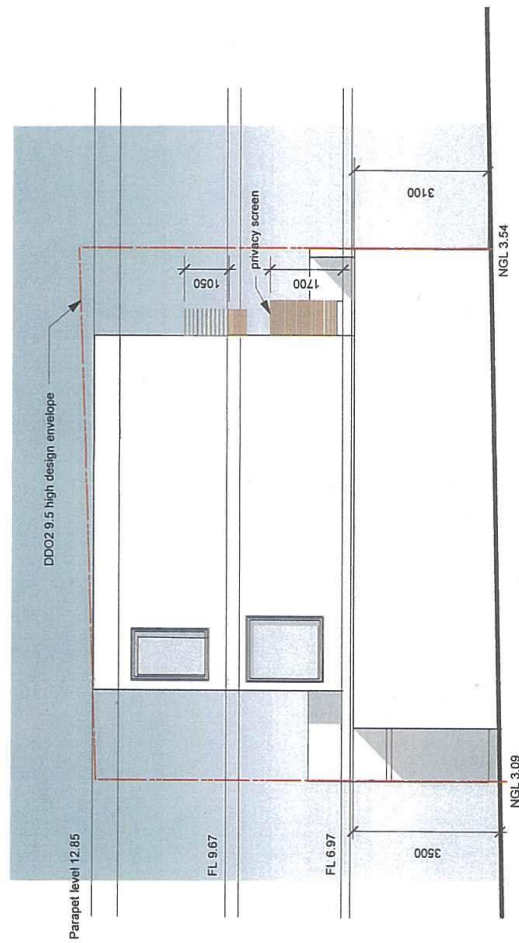 DDO2 9.5 high design envelope
Parapet level 12.85
1050
privacy screen
FL 9.67
1700
FL 6.97
3100
3500
NGL 3.54
NGL 3.09